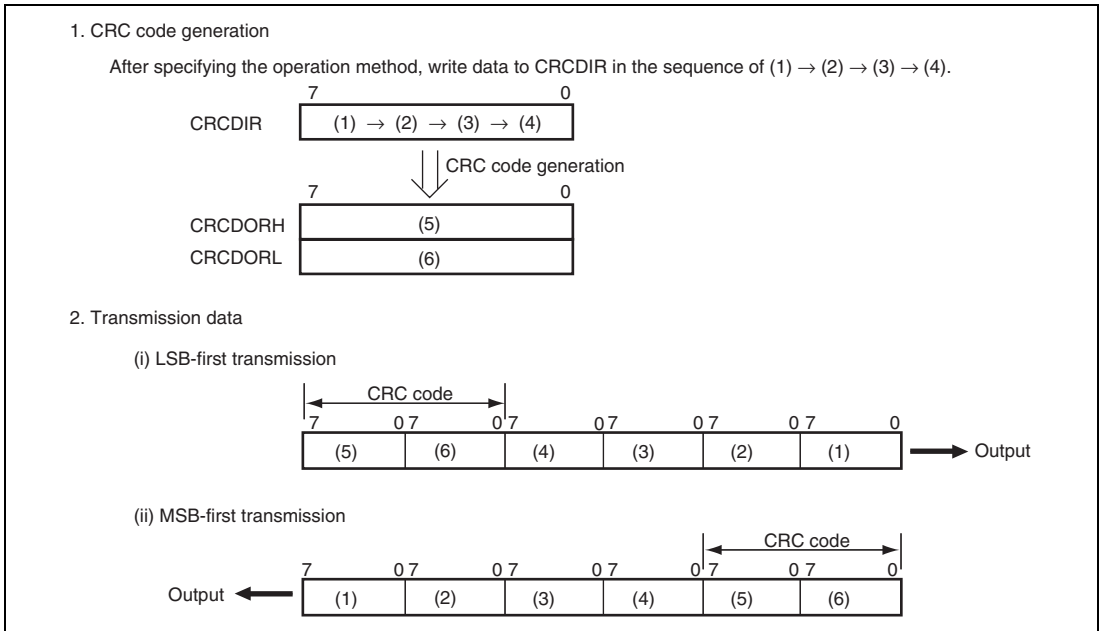 1. CRC code generation
After specifying the operation method, write data to CRCDIR in the sequence of (1) → (2) → (3) → (4).
7 0
CRCDIR (1) → (2) → (3) → (4)
CRC code generation
7 0
CRCDORH (5)
CRCDORL (6)
2. Transmission data
(i) LSB-first transmission
CRC code
7 0 7 0 7 0 7 0 7 0 7 0
(5) (6) (4) (3) (2) (1) Output
(ii) MSB-first transmission
CRC code
7 0 7 0 7 0 7 0 7 0 7 0
Output (1) (2) (3) (4) (5) (6)